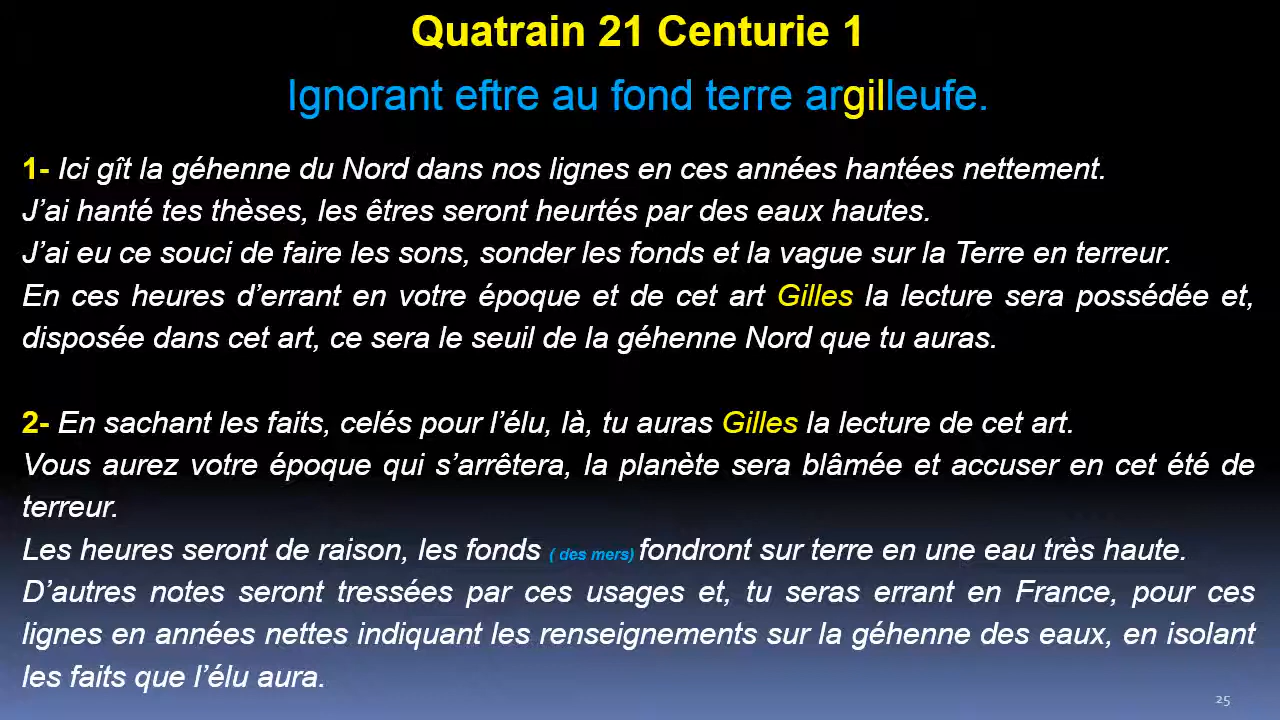 Quatrain 21 Centurie 1
Ignorant eftre au fond terre argilleufe.
1- Ici gît la géhenne du Nord dans nos lignes en ces années hantées nettement.
J’ai hanté tes thèses, les êtres seront heurtés par des eaux hautes.
J’ai eu ce souci de faire les sons, sonder les fonds et la vague sur la Terre en terreur.
En ces heures d’errant en votre époque et de cet art Gilles la lecture sera possédée et,
disposée dans cet art, ce sera le seuil de la géhenne Nord que tu auras.
2- En sachant les faits, celés pour l’élu, là, tu auras Gilles la lecture de cet art.
Vous aurez votre époque qui s’arrêtera, la planète sera blâmée et accuser en cet été de
terreur.
Les heures seront de raison, les fonds ( des mers) fondront sur terre en une eau très haute.
D’autres notes seront tressées par ces usages et, tu seras errant en France, pour ces
lignes en années nettes indiquant les renseignements sur la géhenne des eaux, en isolant
les faits que l’élu aura.
25